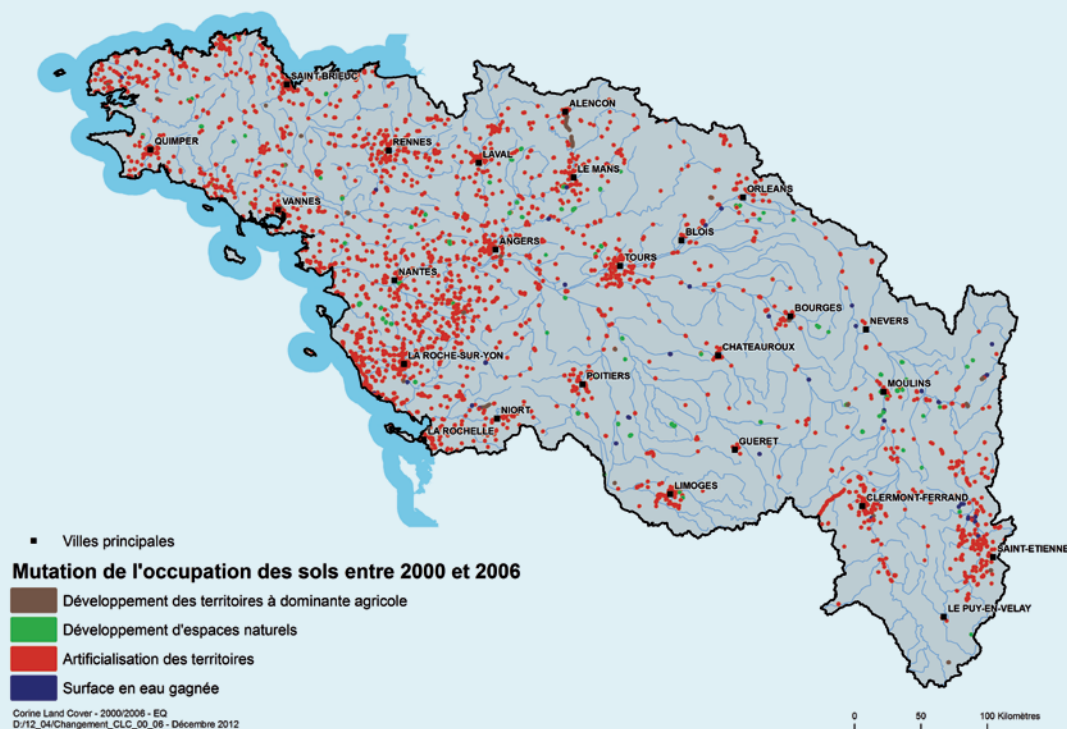 SAINT BRIEUC
ALENCON
QUIMPER
RENNES
LAVAL
LE MANS
ORLEANS
VANNES
BLOIS
ANGERS
TOURS
NANTES
BOURGES
NEVERS
CHATEAUROUX
LA ROCHE-SUR-YON
POITIERS
MOULINS
NIORT
LA ROCHELLE
GUERET
LIMOGES
CLERMONT-FERRAND
SAINT-ETIENNE
LE PUY-EN-VELAY
Villes principales
Mutation de l'occupation des sols entre 2000 et 2006
Développement des territoires à dominante agricole
Développement d'espaces naturels
Artificialisation des territoires
Surface en eau gagnée
Corine Land Cover - 2000/2006 - EQ
D:/12_04/Changement_CLC_00_06 - Décembre 2012
0 50 100 Kilomètres